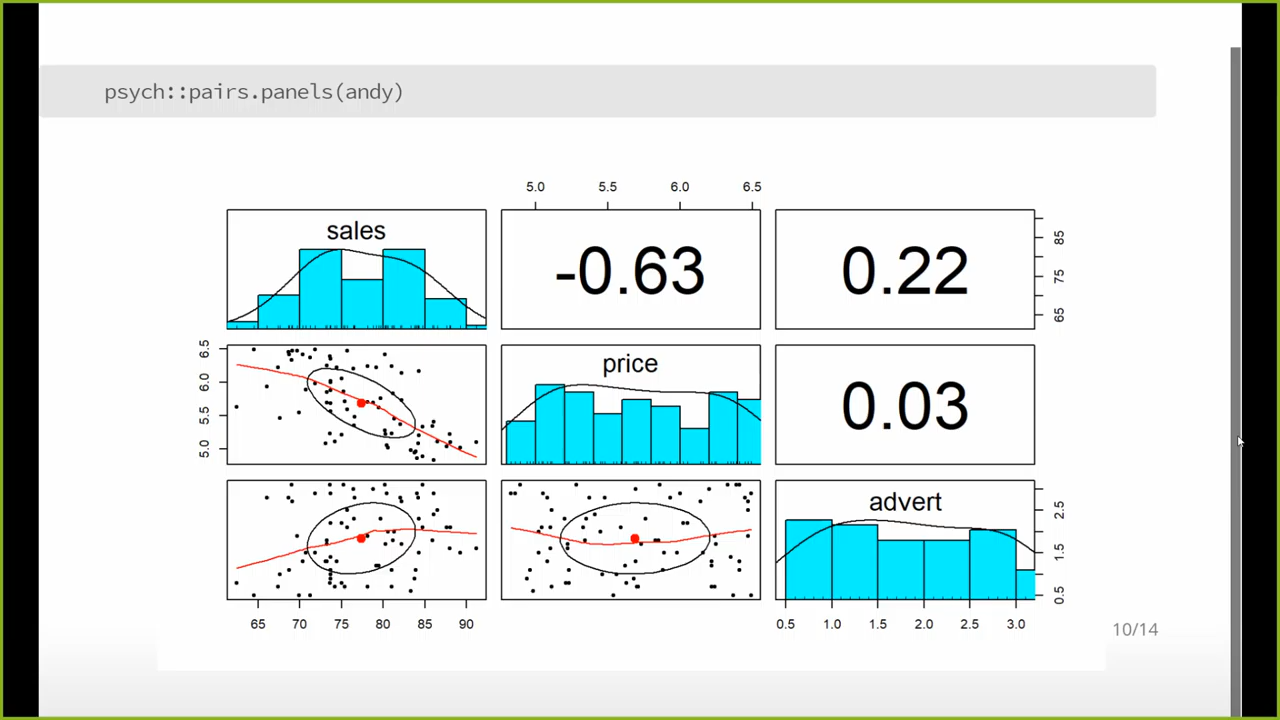 psych::pairs.panels(andy)
5.0 5.5 6.0 6.5
sales
-0.63
0.22
65 75 85
5.0 5.5 6.0 6.5
price
0.03
advert
0.5 1.5 2.5
65 70 75 80 85 90
0.5 1.0 1.5 2.0 2.5 3.0
10/14